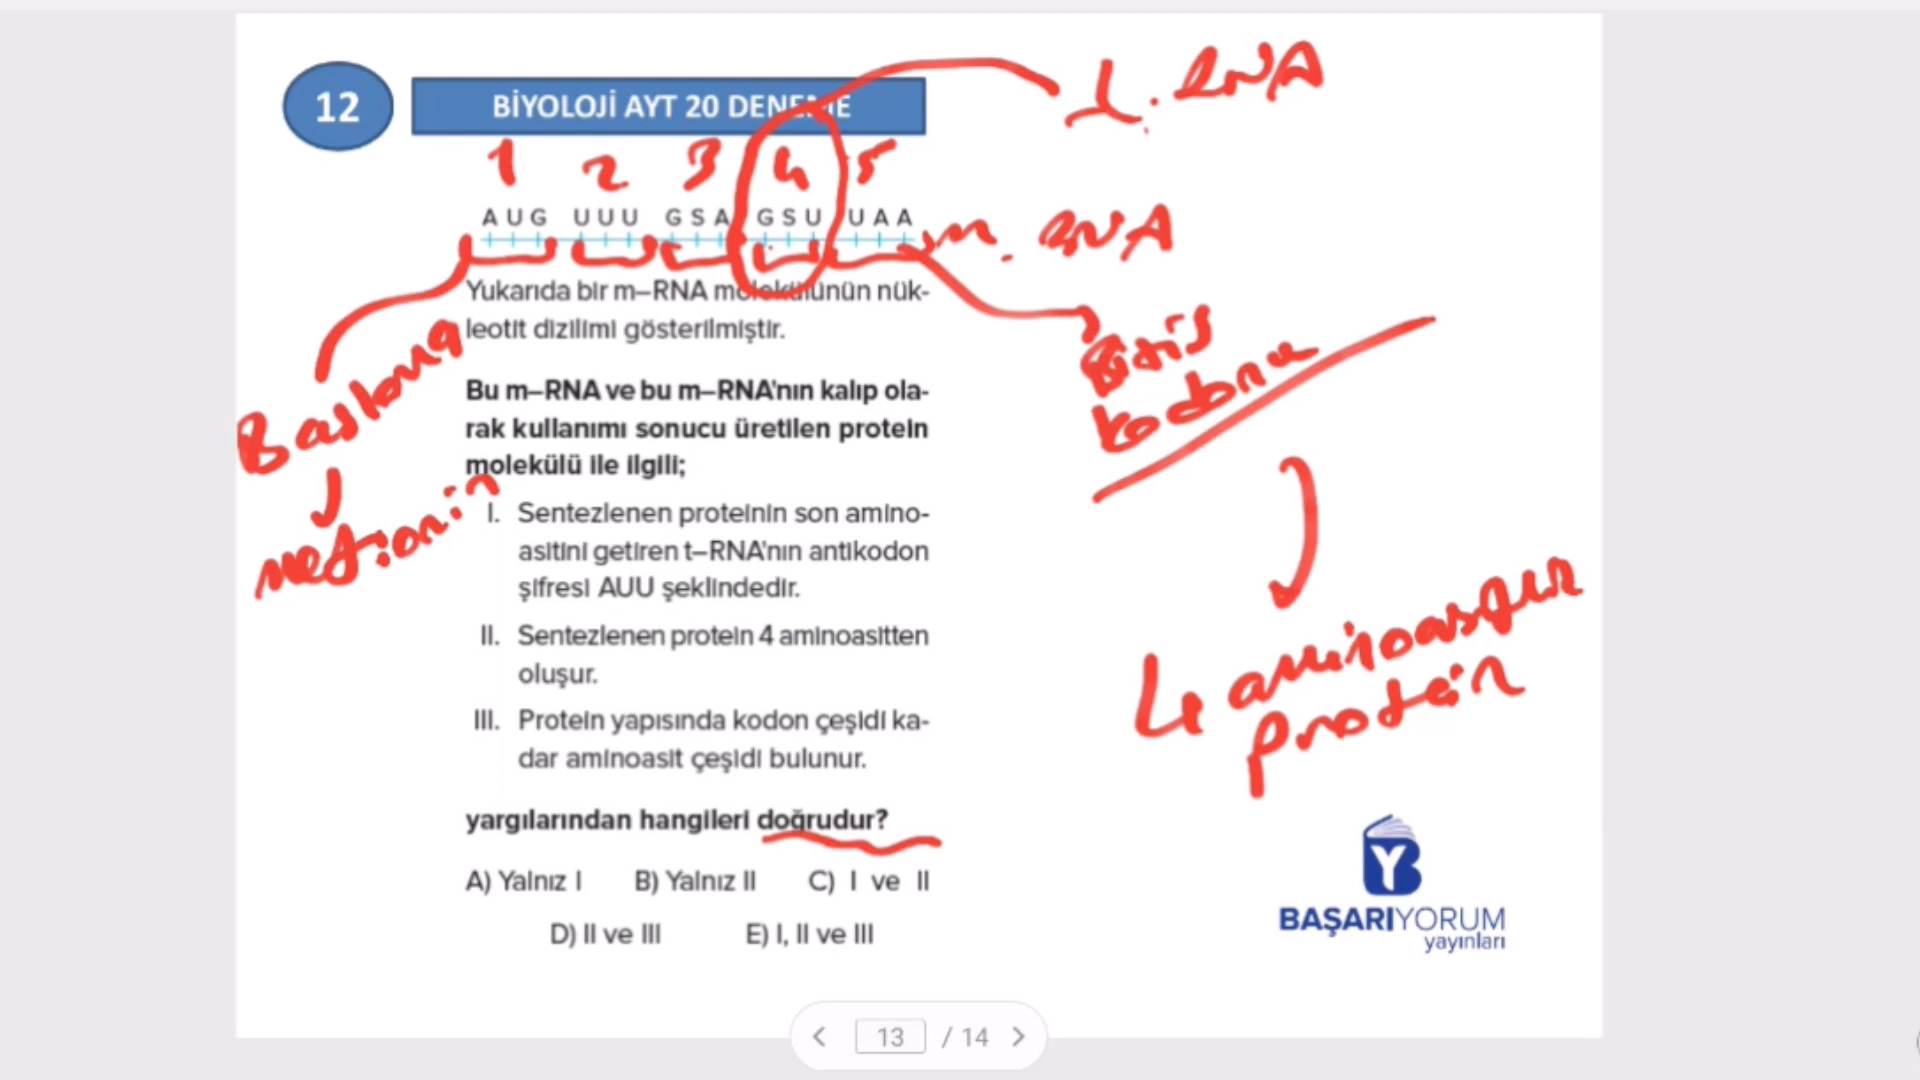 12
BİYOLOJİ AYT 20 DENEME
t. RNA
1 2 3 4 5
AUG UUU GSA GSU UAA
m. RNA
Yukarıda bir m–RNA molekülünün nük-
leotit dizilimi gösterilmiştir.
Başlama
metionin
Bitiş
kodonu
Bu m–RNA ve bu m–RNA'nın kalıp ola-
rak kullanımı sonucu üretilen protein
molekülü ile ilgili;
I. Sentezlenen proteinin son amino-
asitini getiren t–RNA'nın antikodon
şifresi AUU şeklindedir.
II. Sentezlenen protein 4 aminoasitten
oluşur.
III. Protein yapısında kodon çeşidi ka-
dar aminoasit çeşidi bulunur.
4
protein
yargılarından hangileri doğrudur?
A) Yalnız I B) Yalnız II C) I ve II
D) II ve III E) I, II ve III
BAŞARIYORUM
yayınları
13 / 14